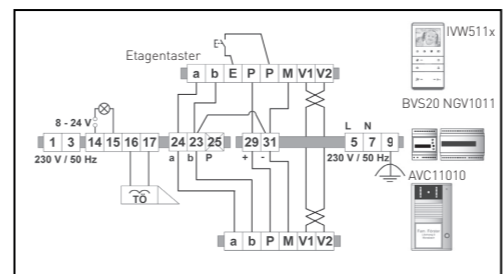 IVW511x
E
Etagentaster
a b E P P M V1 V2
BVS20 NGV1011
8 - 24 V
L N
1 3 14 15 16 17 24 23 25 29 31 5 7 9
230 V / 50 Hz a b P + - 230 V / 50 Hz
TÖ
AVC11010
a b P M V1 V2